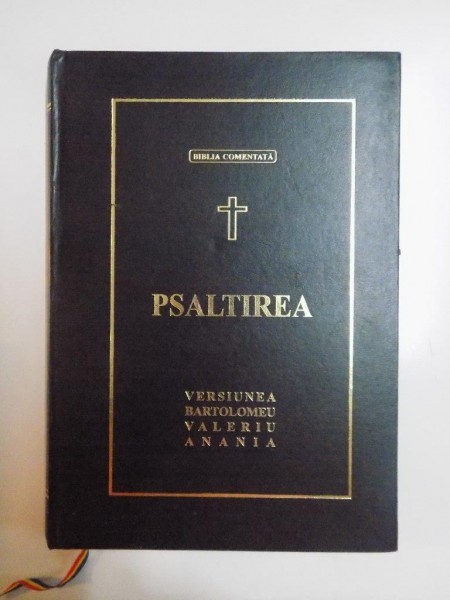 BIBLIA COMENTATĂ
PSALTIREA
VERSIUNEA
BARTOLOMEU
VALERIU
ANANIA